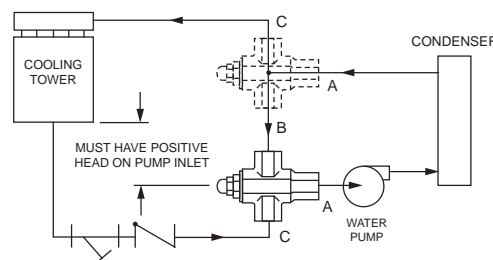 C
CONDENSER
COOLING
TOWER
A
B
MUST HAVE POSITIVE
HEAD ON PUMP INLET
A
C
WATER
PUMP